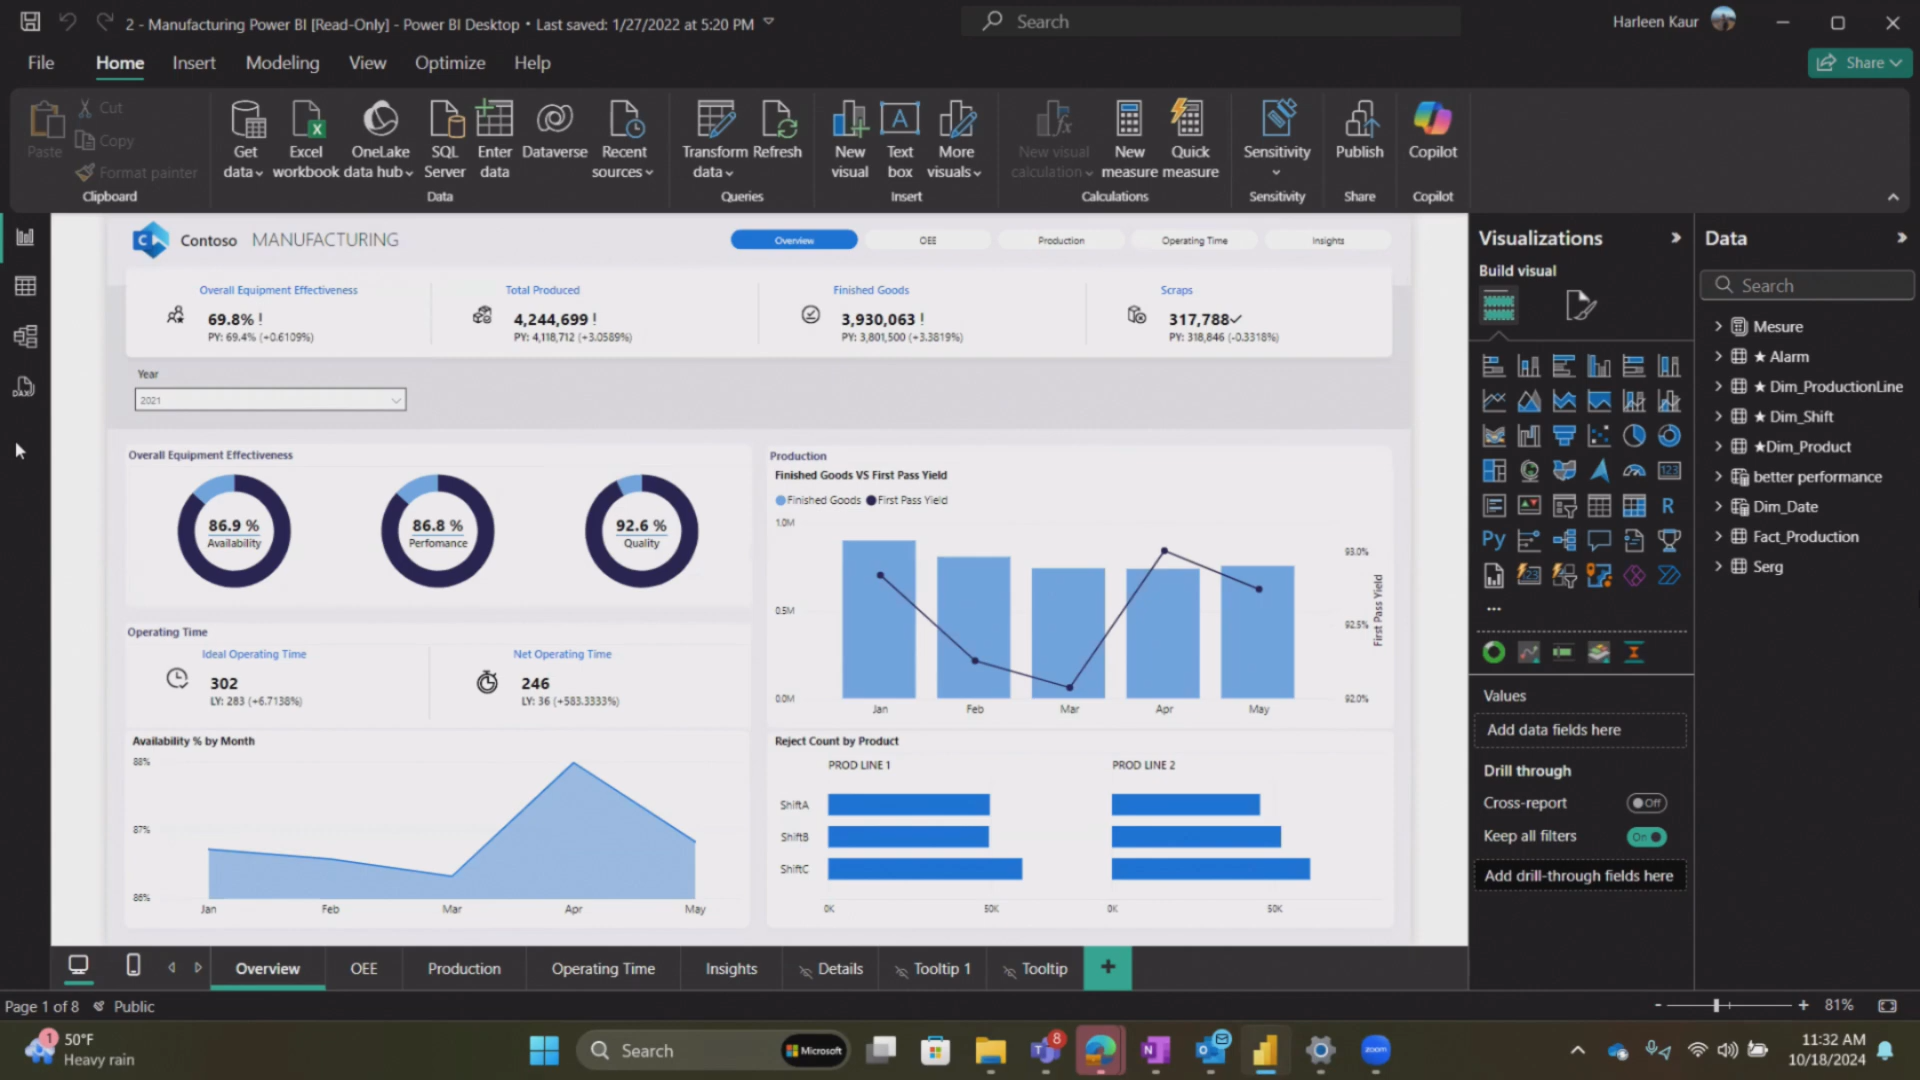 2 - Manufacturing Power BI [Read-Only] - Power BI Desktop • Last saved: 1/27/2022 at 5:20 PM
Search
Harleen Kaur
File Home Insert Modeling View Optimize Help
Share
Paste
Cut
Copy
Format painter
Clipboard
Get data
Excel workbook
OneLake data hub
SQL Server
Enter data
Dataverse
Recent sources
Data
Transform data
Refresh
Queries
New visual
Text box
More visuals
Insert
New visual calculation
New measure
Quick measure
Calculations
Sensitivity
Sensitivity
Publish
Share
Copilot
Copilot
Contoso MANUFACTURING
Overview OEE Production Operating Time Insights
Overall Equipment Effectiveness
69.8% !
PY: 69.4% (+0.6109%)
Total Produced
4,244,699 !
PY: 4,118,712 (+3.0589%)
Finished Goods
3,930,063 !
PY: 3,801,500 (+3.3819%)
Scraps
317,788✓
PY: 318,846 (-0.3318%)
Year
2021
Overall Equipment Effectiveness
86.9 %
Availability
86.8 %
Perfomance
92.6 %
Quality
Operating Time
Ideal Operating Time
302
LY: 283 (+6.7138%)
Net Operating Time
246
LY: 36 (+583.3333%)
Availability % by Month
88%
87%
86%
Jan Feb Mar Apr May
Production
Finished Goods VS First Pass Yield
Finished Goods First Pass Yield
1.0M
0.5M
0.0M
93.0%
92.5%
92.0%
First Pass Yield
Jan Feb Mar Apr May
Reject Count by Product
PROD LINE 1 PROD LINE 2
ShiftA
ShiftB
ShiftC
0K 50K 0K 50K
Visualizations
Build visual
123
R
Py
Values
Add data fields here
Drill through
Cross-report Off
Keep all filters On
Add drill-through fields here
Data
Search
Mesure
★ Alarm
★ Dim_ProductionLine
★ Dim_Shift
★Dim_Product
better performance
Dim_Date
Fact_Production
Serg
DAX
Overview OEE Production Operating Time Insights Details Tooltip 1 Tooltip +
Page 1 of 8 Public
- + 81%
1
50°F
Heavy rain
Search
Microsoft
8
N
zoom
11:32 AM
10/18/2024